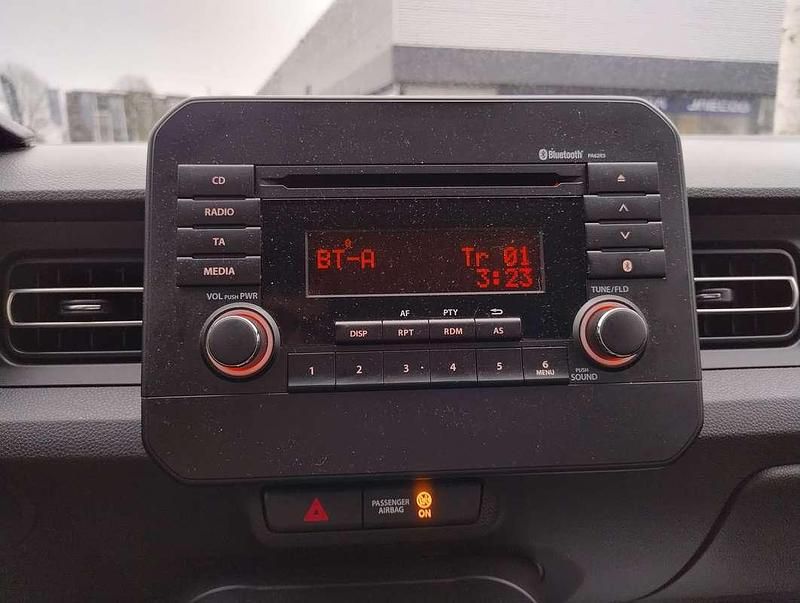 Bluetooth PA62R3
CD
RADIO
TA
MEDIA
BT-A Tr 01
3:23
VOL PUSH PWR
TUNE/FLD
AF PTY
DISP RPT RDM AS
1 2 3 4 5 6
MENU
PUSH
SOUND
PASSENGER
AIRBAG
ON